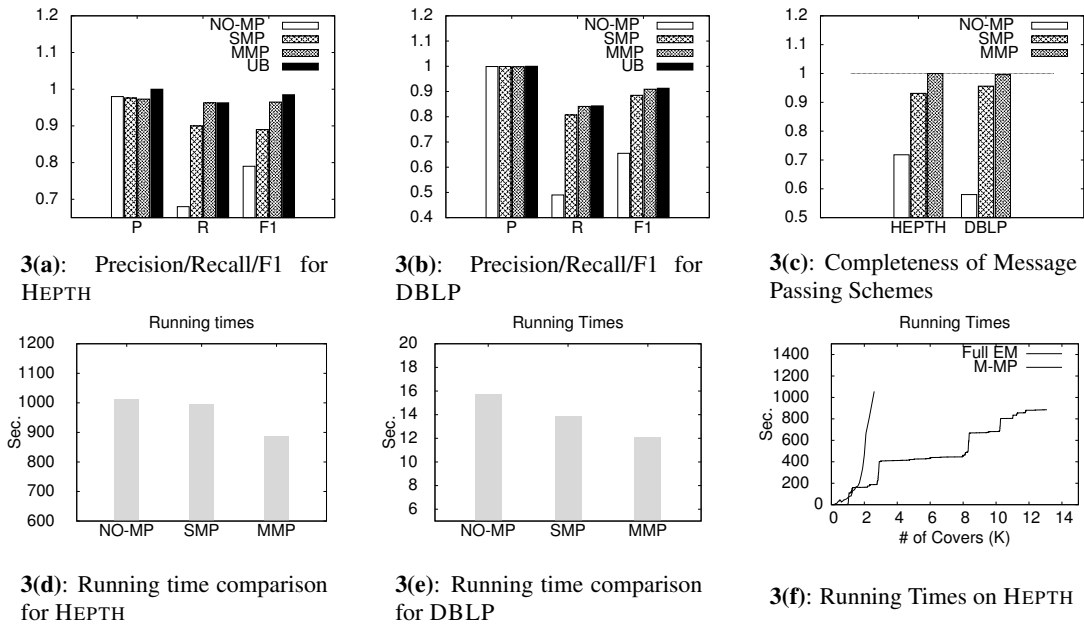 1.2
1.1
1
0.9
0.8
0.7
P
R
F1
NO-MP
SMP
MMP
UB
3(a): Precision/Recall/F1 for
HEPTH
1.2
1.1
1
0.9
0.8
0.7
0.6
0.5
0.4
P
R
F1
NO-MP
SMP
MMP
UB
3(b): Precision/Recall/F1 for
DBLP
1.2
1.1
1
0.9
0.8
0.7
0.6
0.5
HEPTH
DBLP
NO-MP
SMP
MMP
3(c): Completeness of Message
Passing Schemes
Running times
1200
1100
1000
900
800
700
600
Sec.
NO-MP
SMP
MMP
3(d): Running time comparison
for HEPTH
Running Times
20
18
16
14
12
10
8
6
Sec.
NO-MP
SMP
MMP
3(e): Running time comparison
for DBLP
Running Times
1400
1200
1000
800
600
400
200
0
Sec.
0 2 4 6 8 10 12 14
# of Covers (K)
Full EM
M-MP
3(f): Running Times on HEPTH